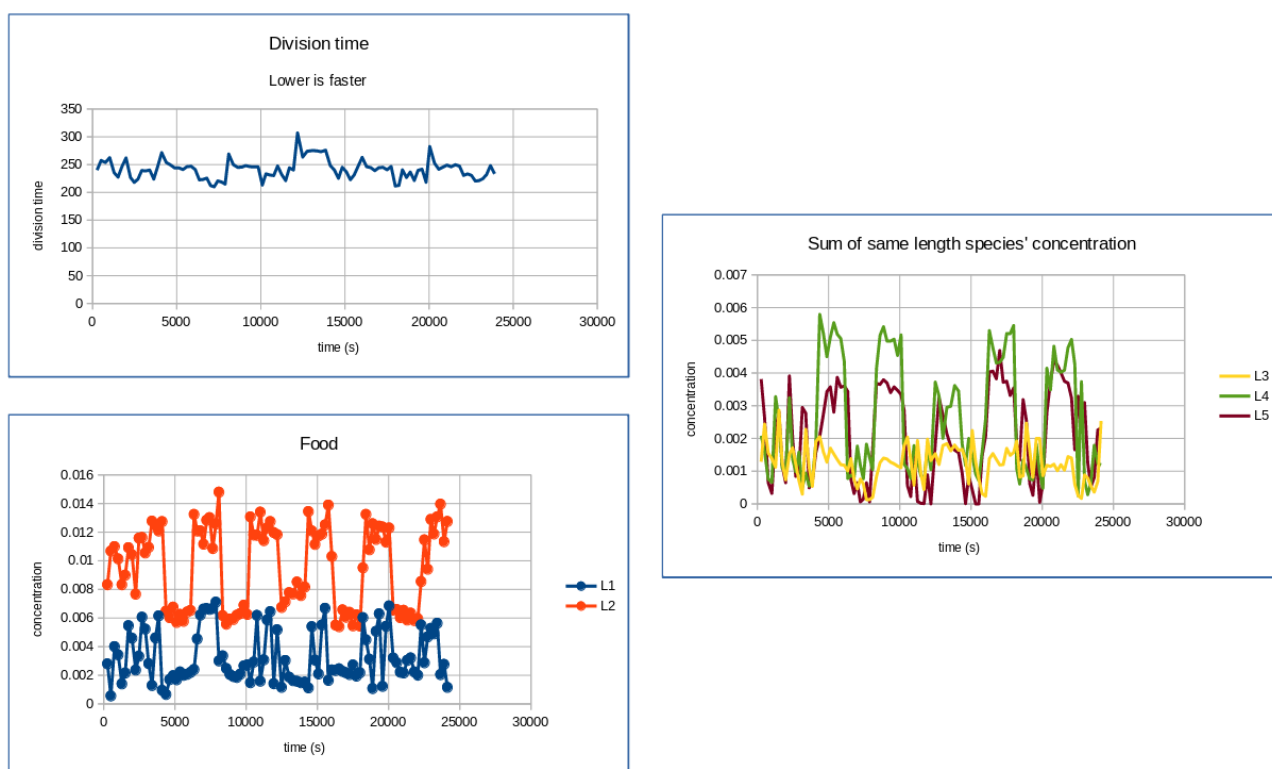 Division time
Lower is faster
350
300
250
200
150
100
50
0
division time
0 5000 10000 15000 20000 25000 30000
time (s)
Food
0.016
0.014
0.012
0.01
0.008
0.006
0.004
0.002
0
concentration
L1
L2
0 5000 10000 15000 20000 25000 30000
time (s)
Sum of same length species' concentration
0.007
0.006
0.005
0.004
0.003
0.002
0.001
0
concentration
L3
L4
L5
0 5000 10000 15000 20000 25000 30000
time (s)